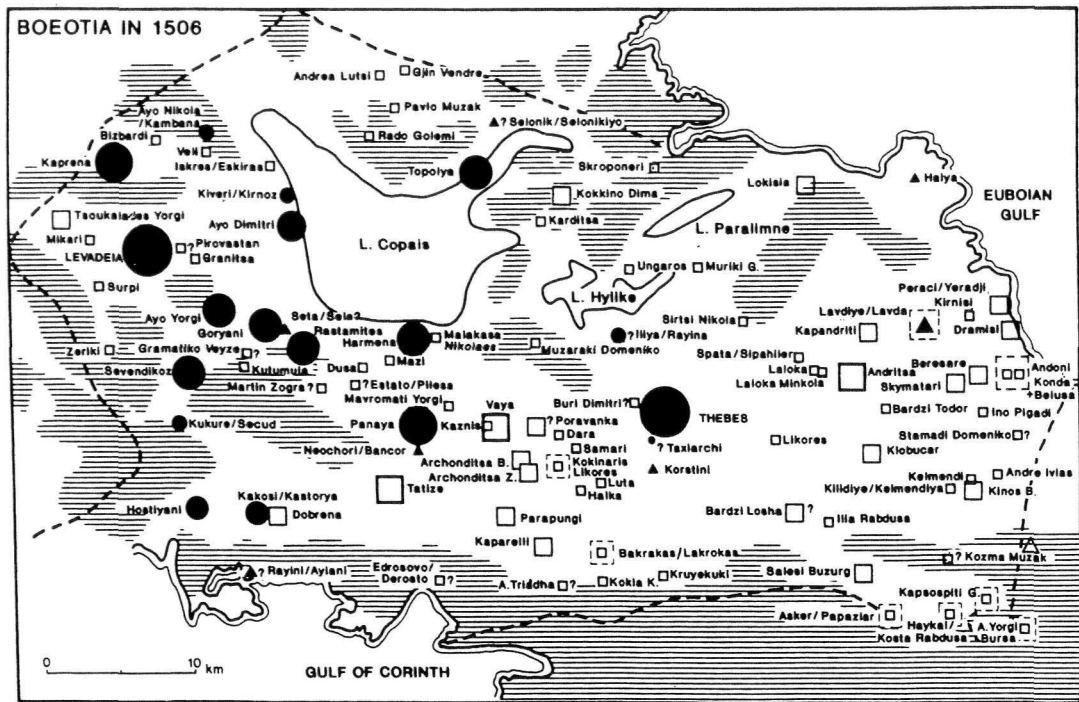 BOEOTIA IN 1506
Andrea Lutsi
Gjin Vendre
Ayo Nikola
/Kambana
Pavlo Muzak
Bizbardi
? Selonik/Selonikiyo
Rado Golemi
Veli
Kaprena
Iskres/Eskiras
Topolya
Skroponeri
Haiya
Kiveri/Kirnoz
Kokkino Dima
Lokisia
EUBOIAN
GULF
Tsoukalades Yorgi
Ayo Dimitri
Karditsa
L. Copais
L. Paralimne
Mikari
? Pirovastan
LEVADEIA
Granitsa
Ungaros
Muriki G.
Surpi
L. Hylike
Peraci/Yeradji
Kirnisi
Lavdiye/Lavda
Ayo Yorgi
Seta/Sela?
Sirtsi Nikola
Goryani
Rastamites
Malakasa
Kapandriti
Dramisi
Harmena
Nikolaes
? Iliya/Rayina
Zeriki
Gramatiko Veyze
?
Muzaraki Domeniko
Mazi
Spata/Sipahiler
Beresare
Sevendikoz
Kutumula
Dusa
Laloka
Andoni
Andritsa
Martin Zogra ?
? Estato/Pilesa
Laloka Minkola
Skymatari
Konda
+Belusa
Mavromati Yorgi
Buri Dimitri ?
Vaya
Bardzi Todor
Ino Pigadi
Kukure/Secud
Panaya
Kaznis
? Poravanka
THEBES
Dara
? Taxiarchi
Likores
Stamadi Domeniko ?
Neochori/Bancor
Samari
Klobucar
Archonditsa B.
Kokinaris
Korstini
Archonditsa Z.
Likores
Kelmendi
Andre Ivias
Luta
Kilidiye/Kelmendiya
Tatize
Haika
Kinos B.
Kakosi/Kastorya
Hostiyani
Dobrena
Parapungi
Bardzi Losha
?
Ilia Rabdusa
Kaparelli
Bakrakas/Lakrokas
? Kozma Muzak
? Rayini/Ayiani
Edrosovo/
Derosto
?
A.Triadha
?
Kokla K.
Kruyekuki
Salesi Buzurg
Kapsospiti G.
Asker/Papazlar
Haykal/
Kosta Rabdusa
A.Yorgi
Bursa
0
10
km
GULF OF CORINTH